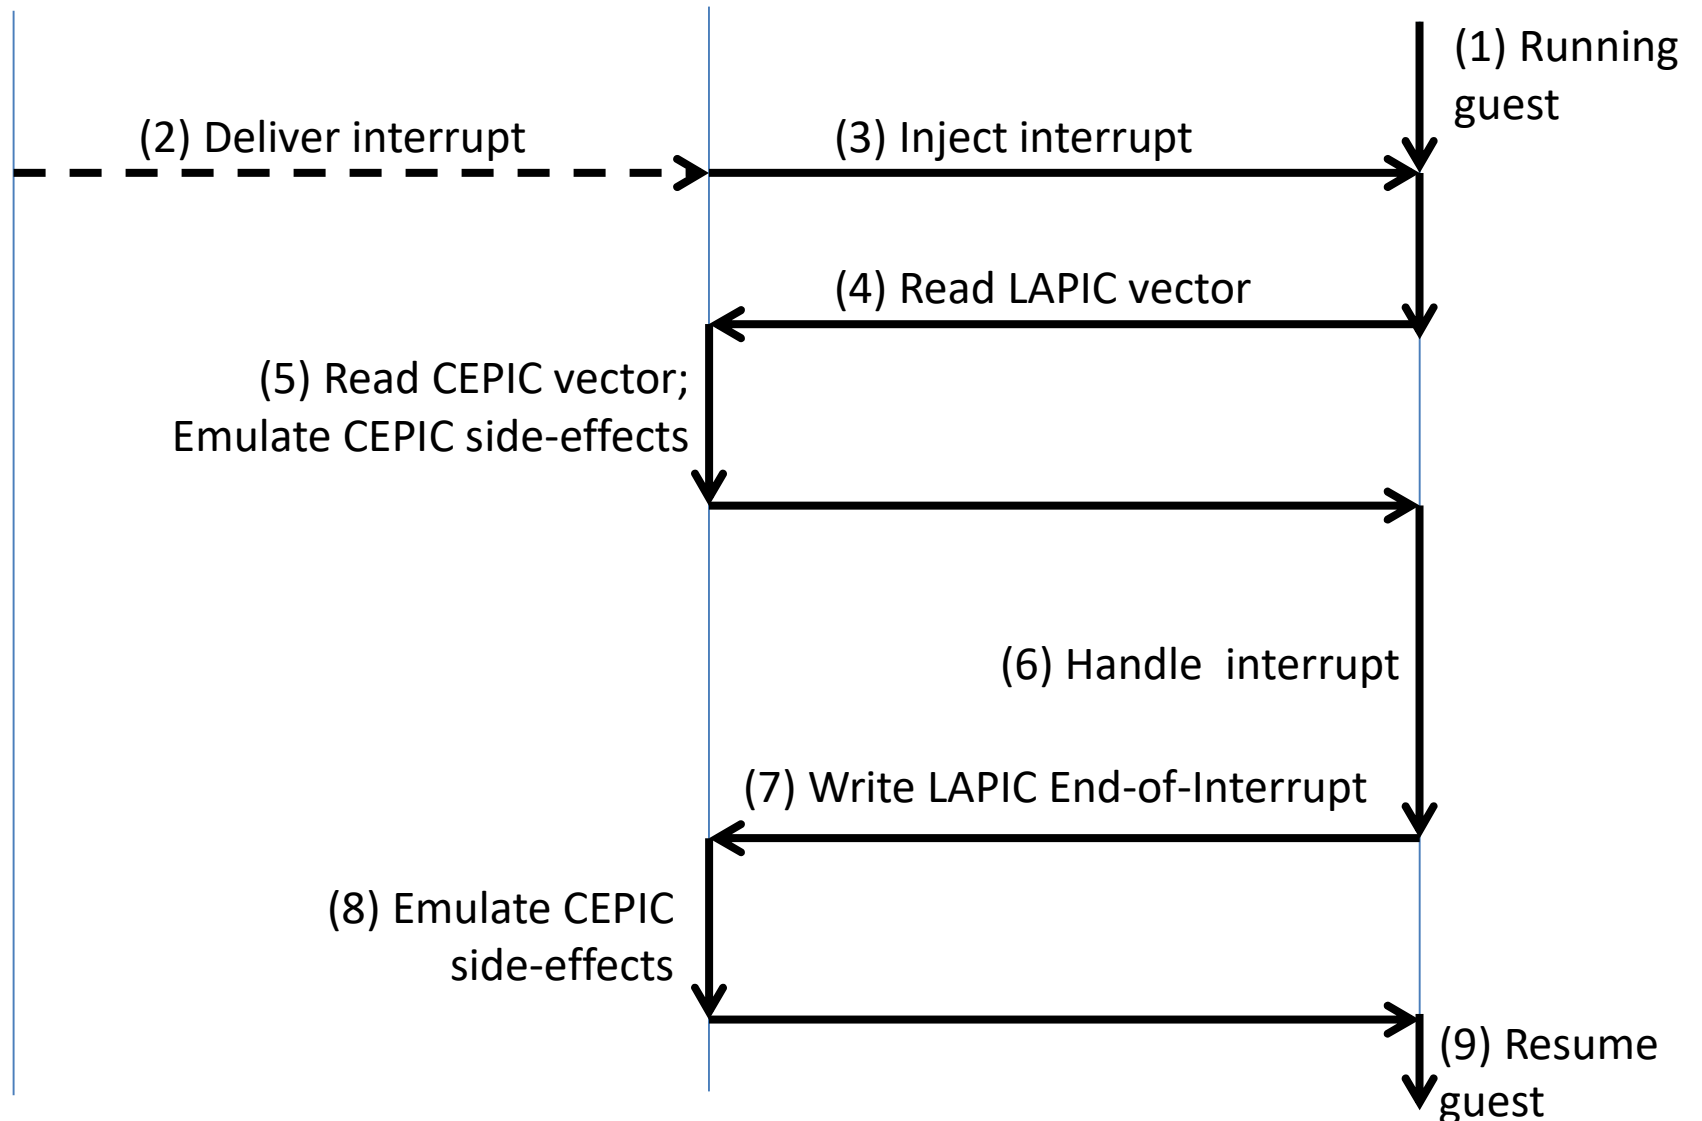 (1) Running
guest
(2) Deliver interrupt
(3) Inject interrupt
(4) Read LAPIC vector
(5) Read CEPIC vector;
Emulate CEPIC side-effects
(6) Handle  interrupt
(7) Write LAPIC End-of-Interrupt
(8) Emulate CEPIC
side-effects
(9) Resume
guest